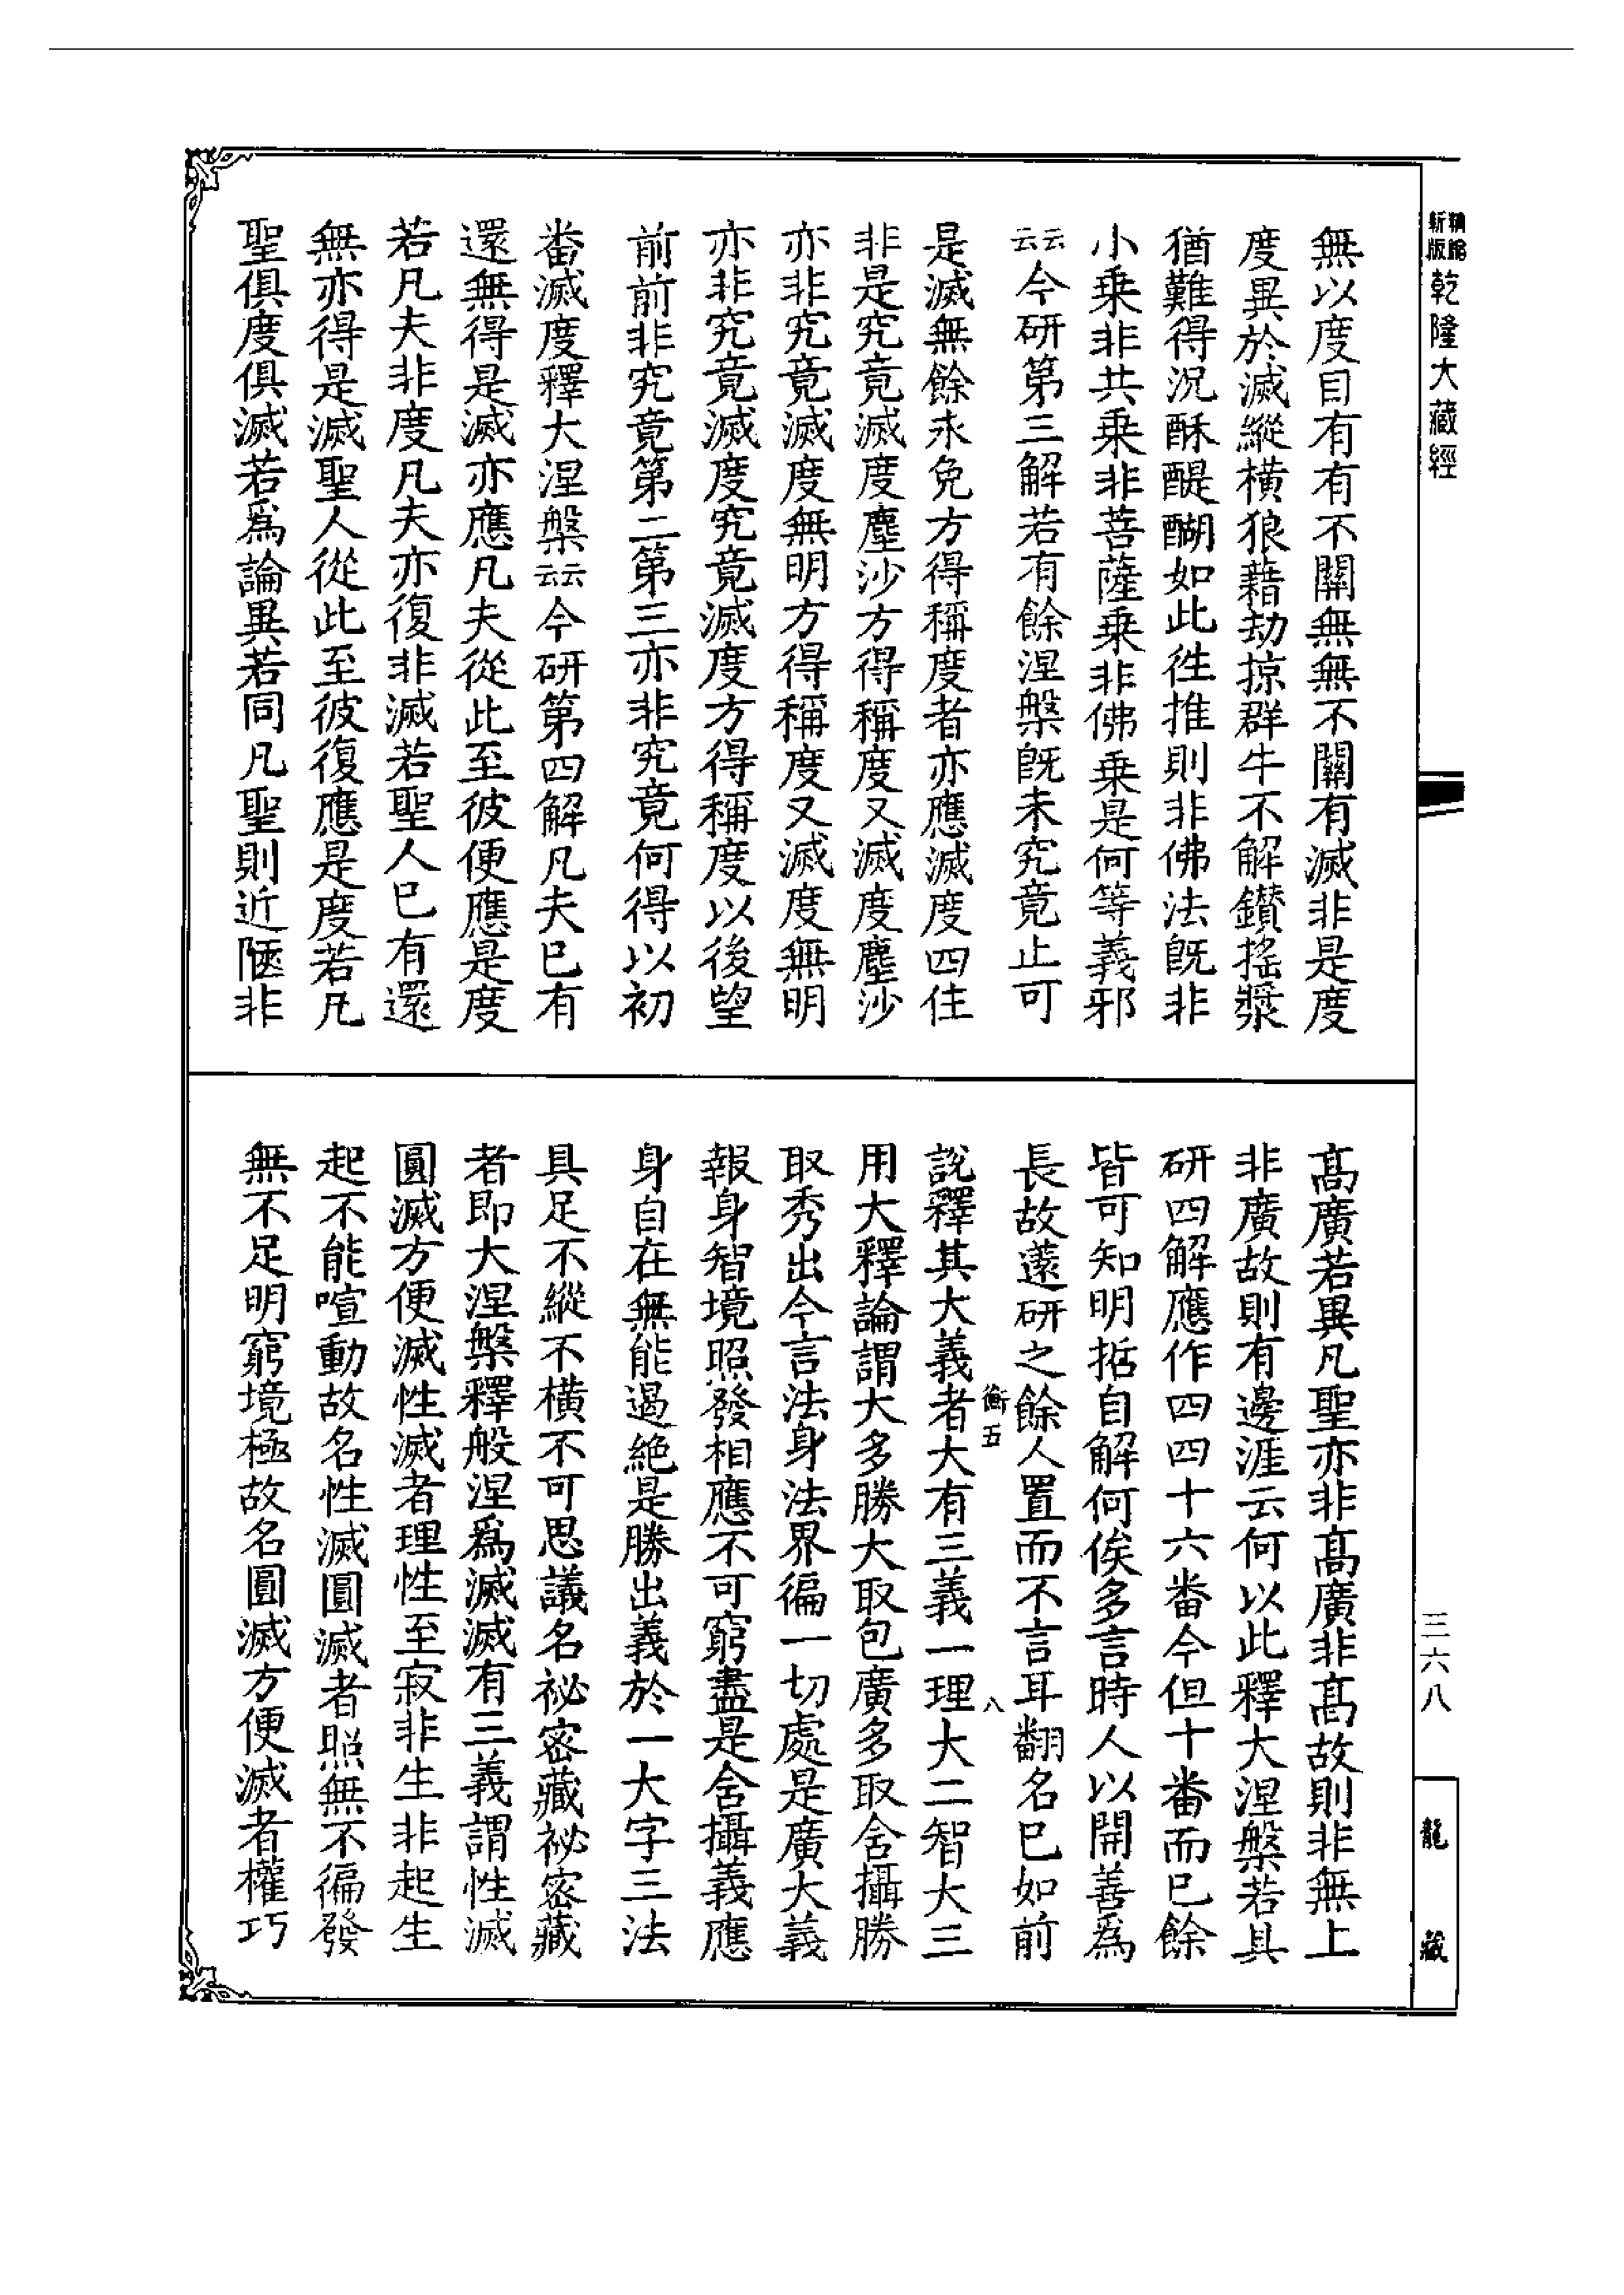 精縮新版乾隆大藏經
無以度目有有不關無無不關有滅非是度
度異於滅縱橫狼藉劫掠群牛不解鑚搖漿
猶難得況酥醍醐如此徃推則非佛法旣非
小乘非共乘非菩薩乘非佛乘是何等義邪
云云今研第三解若有餘涅槃旣未究竟止可
是滅無餘永免方得稱度者亦應滅度四住
非是究竟滅度塵沙方得稱度又滅度塵沙
亦非究竟滅度無明方得稱度又滅度無明
亦非究竟滅度究竟滅度方得稱度以後望
前前非究竟第二第三亦非究竟何得以初
番滅度釋大涅槃云云今研第四解凡夫巳有
還無得是滅亦應凡夫從此至彼便應是度
若凡夫非度凡夫亦復非滅若聖人巳有還
無亦得是滅聖人從此至彼復應是度若凡
聖俱度俱滅若爲論異若同凡聖則近陋非
髙廣若異凡聖亦非髙廣非髙故則非無上
非廣故則有邊涯云何以此釋大涅槃若具
研四解應作四四十六番今但十番而巳餘
皆可知明哲自解何俟多言時人以開善爲
長故薳研之餘人置而不言耳翻名巳如前
衡五 八
說釋其大義者大有三義一理大二智大三
用大釋論謂大多勝大取包廣多取含攝勝
取秀出今言法身法界徧一切處是廣大義
報身智境照發相應不可窮盡是含攝義應
身自在無能遏絶是勝出義於一大字三法
具足不縱不橫不可思議名祕密藏祕密藏
者即大涅槃釋般涅爲滅滅有三義謂性滅
圓滅方便滅性滅者理性至寂非生非起生
起不能喧動故名性滅圓滅者照無不徧發
無不足明窮境極故名圓滅方便滅者權巧
三六八
龍藏